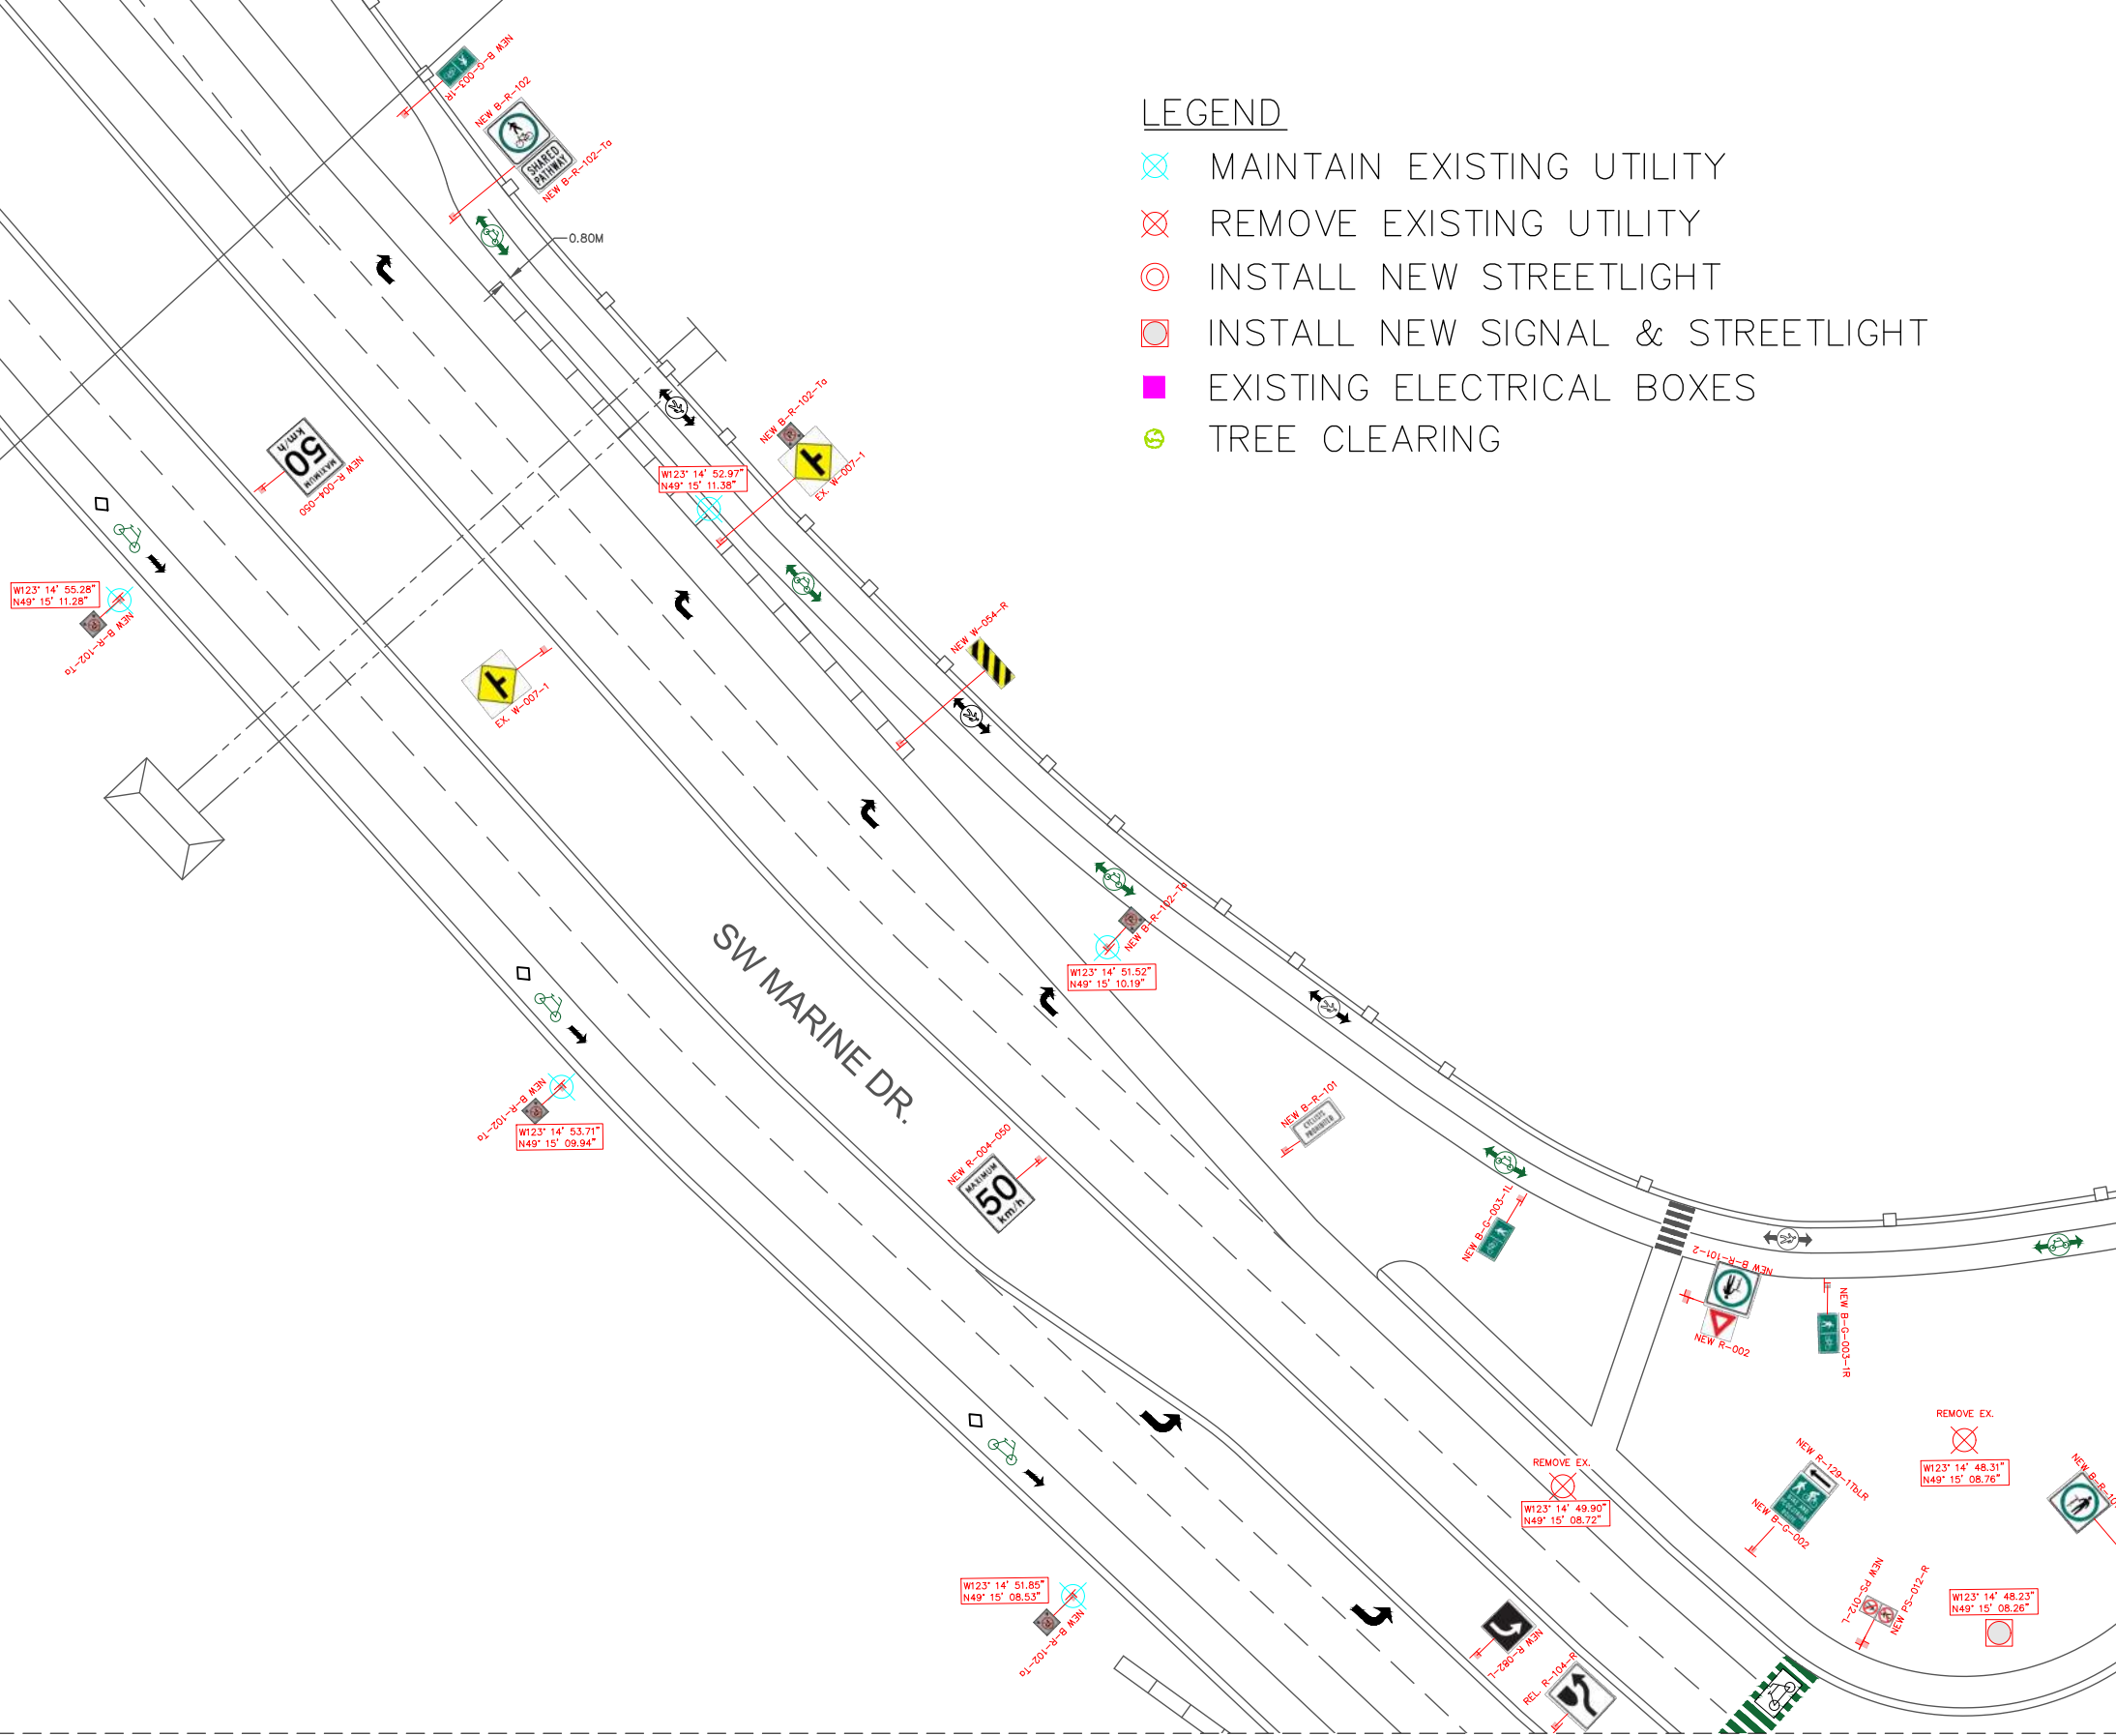 LEGEND
MAINTAIN EXISTING UTILITY
REMOVE EXISTING UTILITY
INSTALL NEW STREETLIGHT
INSTALL NEW SIGNAL & STREETLIGHT
EXISTING ELECTRICAL BOXES
TREE CLEARING
NEW B-G-003-1R
NEW B-R-102
SHARED
PATHWAY
NEW B-R-102-Ta
0.80M
MAXIMUM
50
km/h
NEW R-004-050
NEW B-R-102-Ta
W123° 14' 52.97"
N49° 15' 11.38"
EX. W-007-1
W123° 14' 55.28"
N49° 15' 11.28"
NEW B-R-102-Ta
EX. W-007-1
NEW W-054-R
NEW B-R-102-Ta
W123° 14' 51.52"
N49° 15' 10.19"
SW MARINE DR.
NEW B-R-102-Ta
W123° 14' 53.71"
N49° 15' 09.94"
NEW R-004-050
MAXIMUM
50
km/h
NEW B-R-101
CYCLISTS
PROHIBITED
NEW B-G-003-1L
NEW B-R-101-2
NEW R-002
NEW B-G-003-1R
REMOVE EX.
W123° 14' 48.31"
N49° 15' 08.76"
REMOVE EX.
W123° 14' 49.90"
N49° 15' 08.72"
NEW R-129-1TbLR
NEW B-G-002
NEW B-R-10
NEW PS-012-L
NEW PS-012-R
W123° 14' 48.23"
N49° 15' 08.26"
W123° 14' 51.85"
N49° 15' 08.53"
NEW B-R-102-Ta
NEW R-082-L
REL. R-104-R